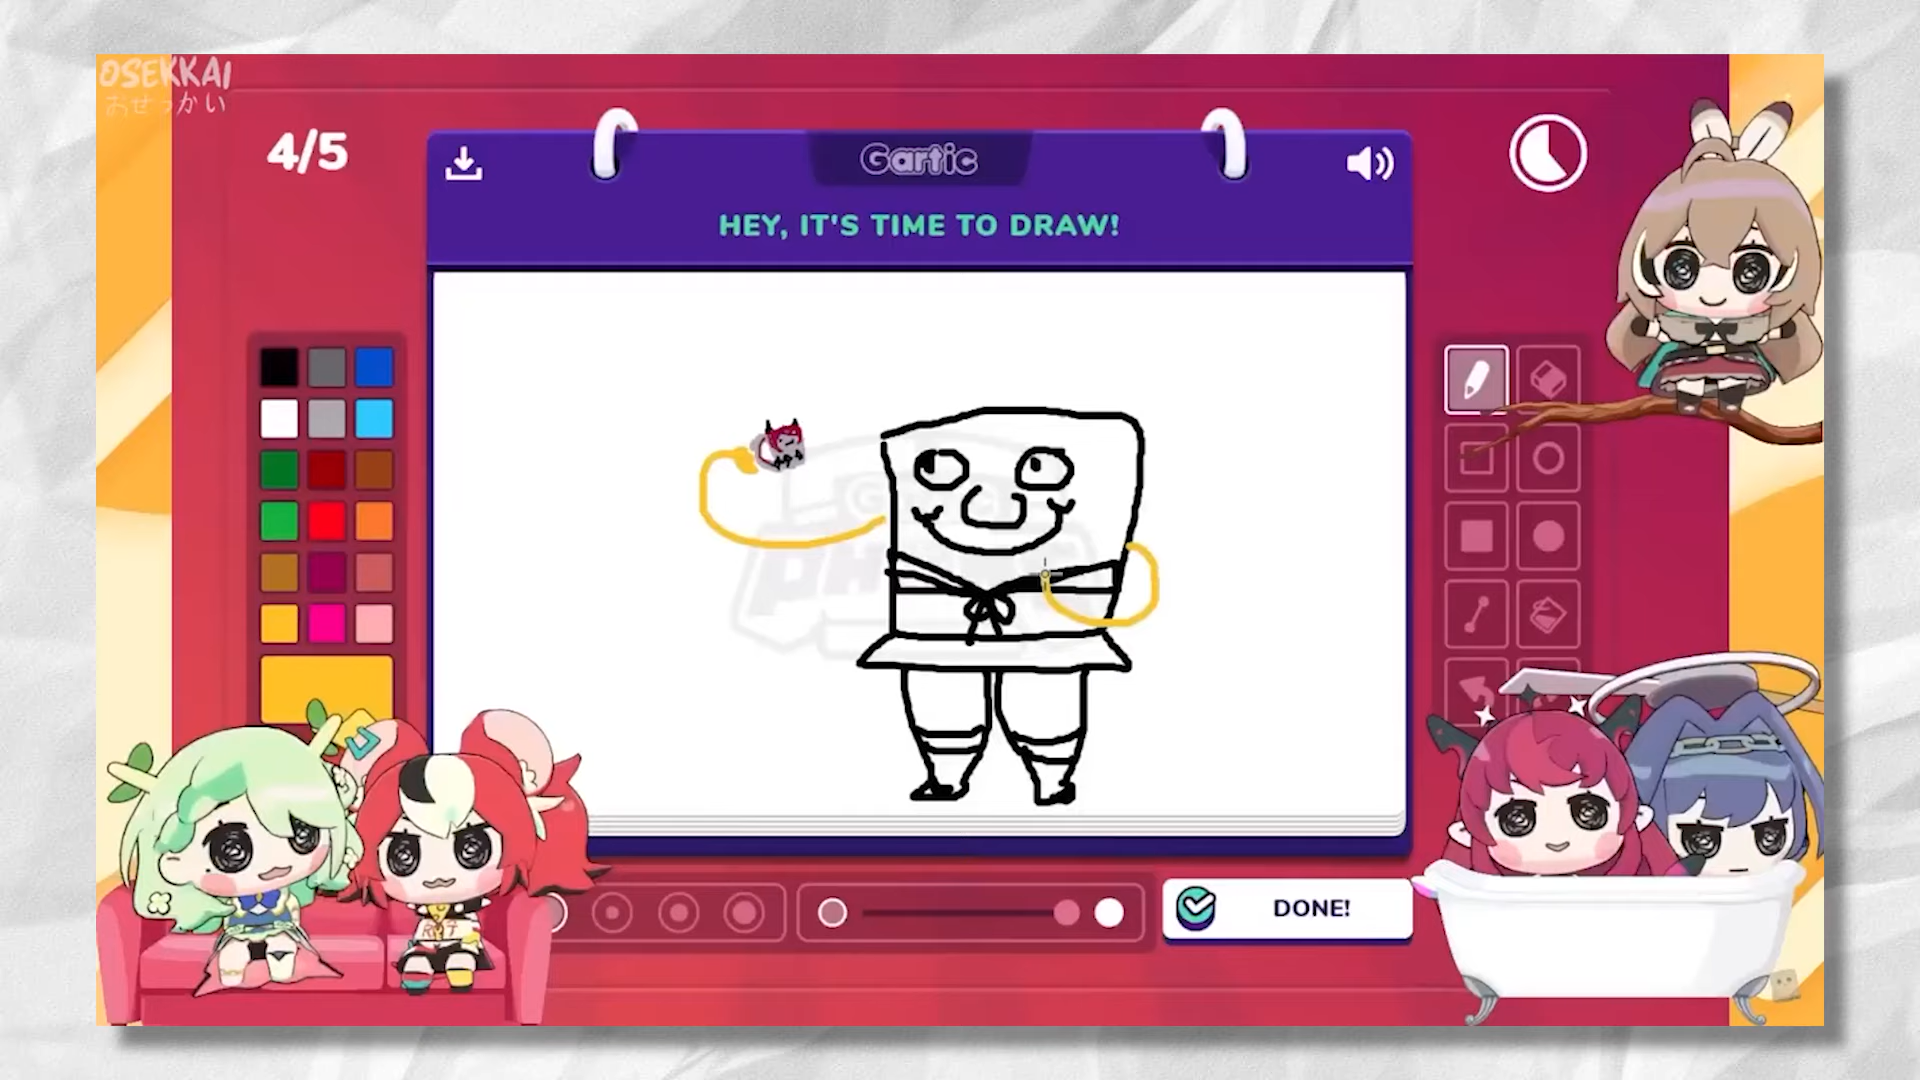 OSEKKAI
おせっかい
4/5
Gartic
HEY, IT'S TIME TO DRAW!
DONE!